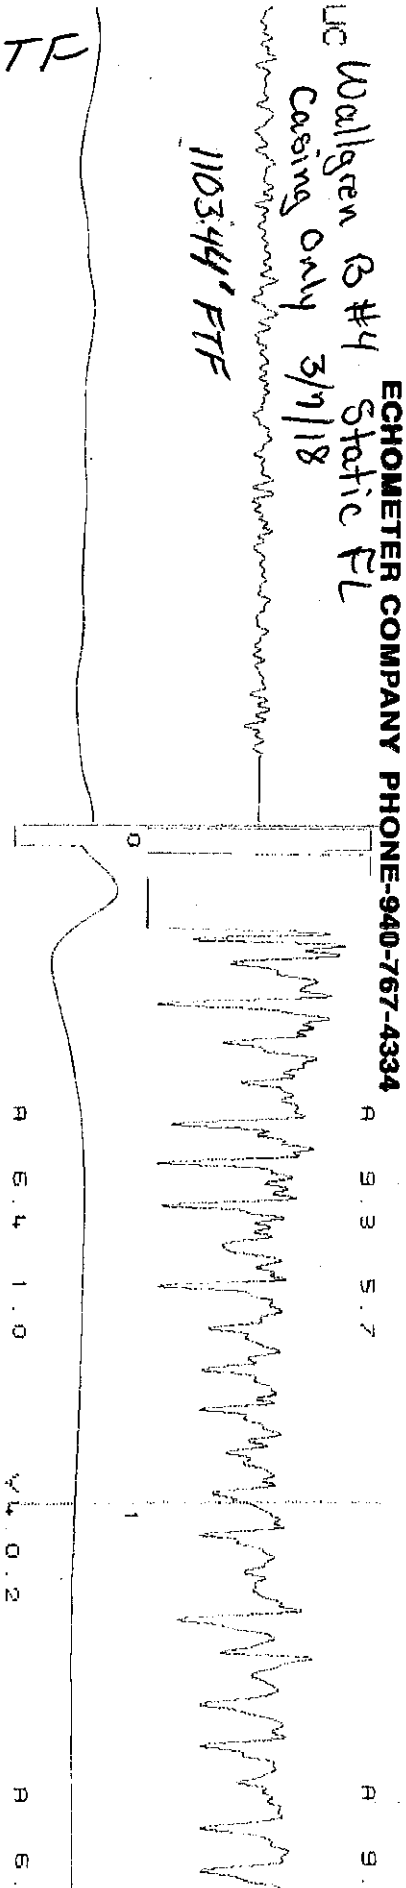 ECHOMETER COMPANY PHONE-940-767-4334
Wallgren B #4 Static FL
Casing Only 3/7/18
1103.44' FTF
TF
0
A 9.3 5.7
A 6.4 1.0
1
V4.0.2
A 9.
A 6.